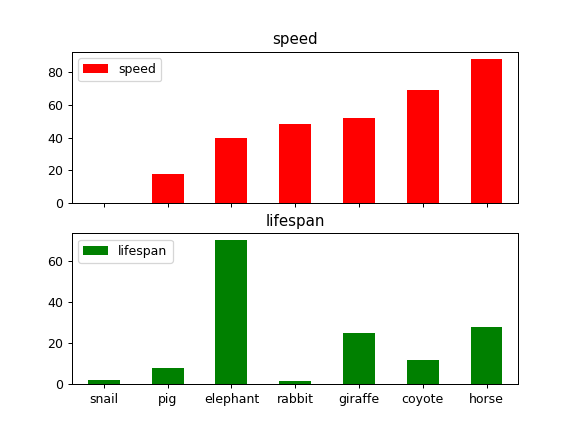 speed
speed
80
60
40
20
0
lifespan
lifespan
60
40
20
0
snail pig elephant rabbit giraffe coyote horse